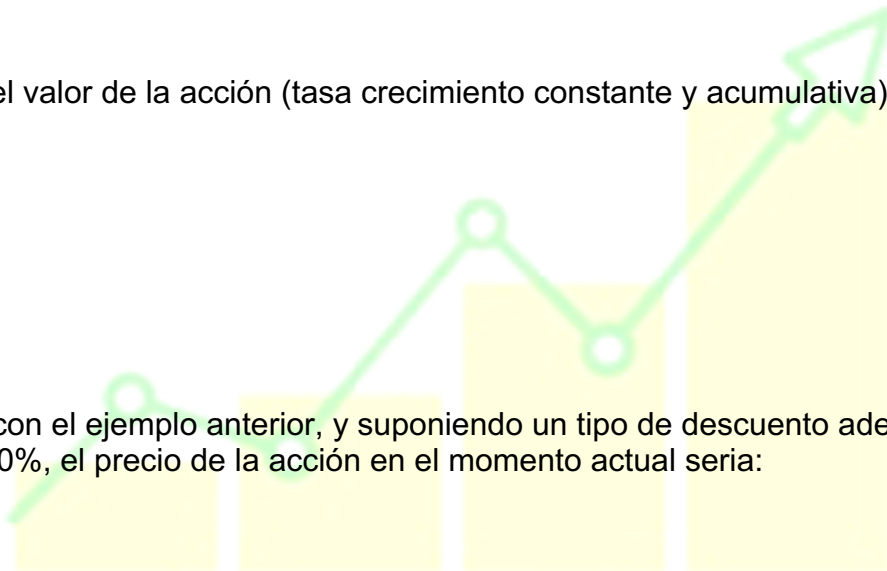 el valor de la acción (tasa crecimiento constante y acumulativa)
con el ejemplo anterior, y suponiendo un tipo de descuento ade
0%, el precio de la acción en el momento actual seria: